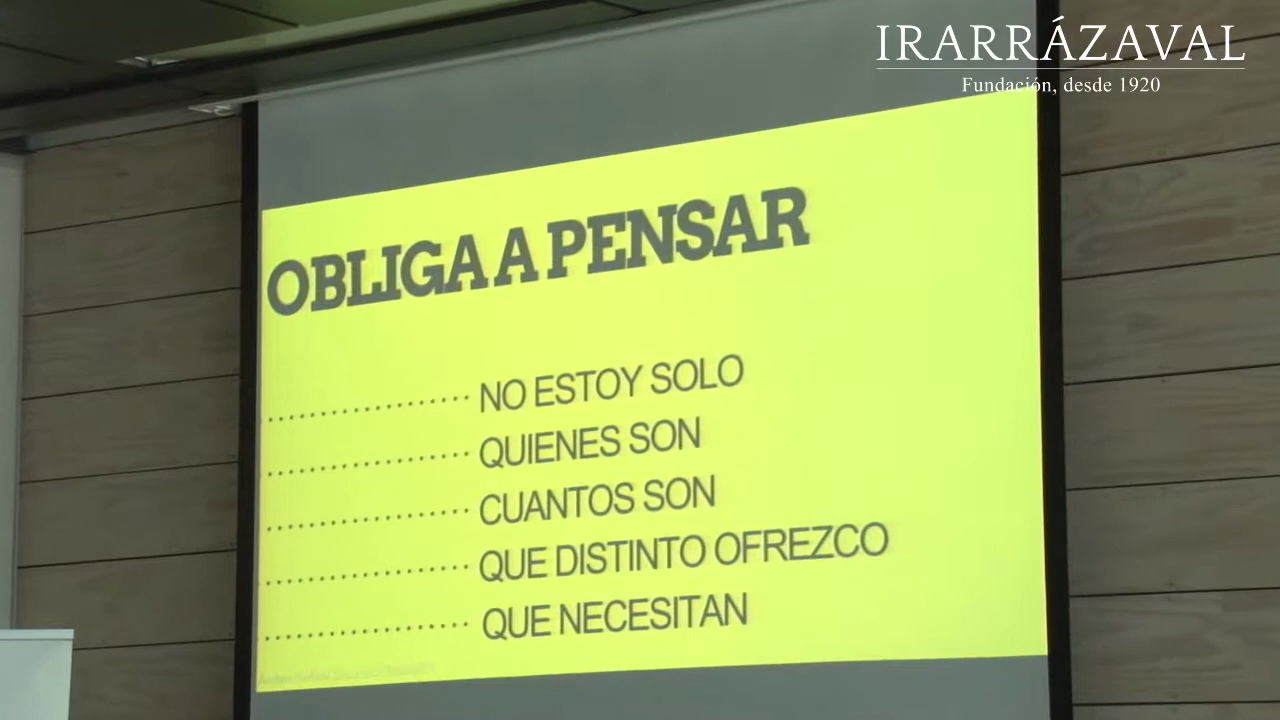 IRARRÁZAVAL
Fundación, desde 1920
OBLIGA A PENSAR
.................... NO ESTOY SOLO
.................... QUIENES SON
.................... CUANTOS SON
.................... QUE DISTINTO OFREZCO
.................... QUE NECESITAN